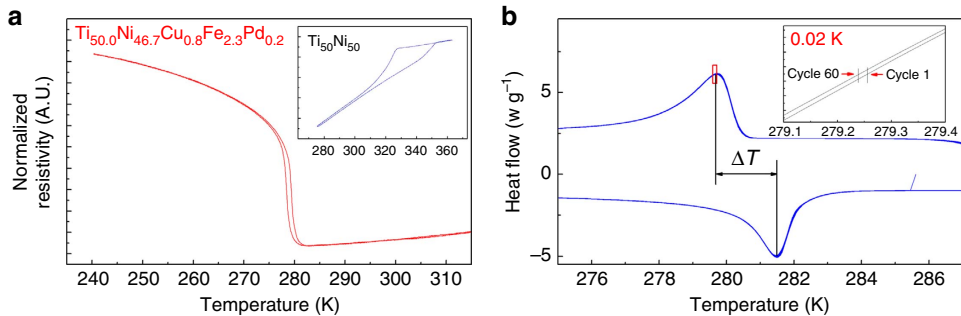 a
Ti50.0Ni46.7Cu0.8Fe2.3Pd0.2
Ti50Ni50
280 300 320 340 360
Normalized
resistivity (A.U.)
240 250 260 270 280 290 300 310
Temperature (K)
b
0.02 K
Cycle 60
Cycle 1
279.1 279.2 279.3 279.4
Heat flow (w g−1)
5
0
−5
ΔT
276 278 280 282 284 286
Temperature (K)